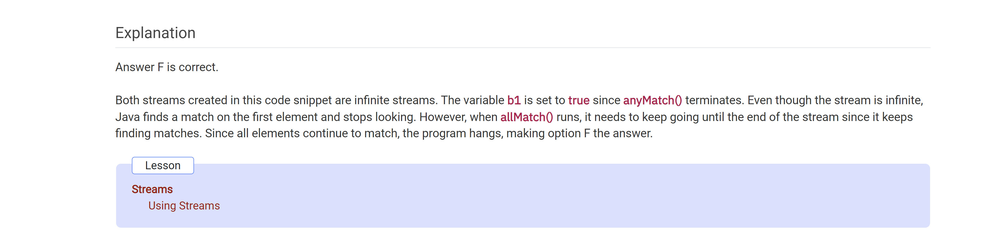 Explanation
Answer F is correct.
Both streams created in this code snippet are infinite streams. The variable b1 is set to true since anyMatch() terminates. Even though the stream is infinite,
Java finds a match on the first element and stops looking. However, when allMatch() runs, it needs to keep going until the end of the stream since it keeps
finding matches. Since all elements continue to match, the program hangs, making option F the answer.
Lesson
Streams
Using Streams